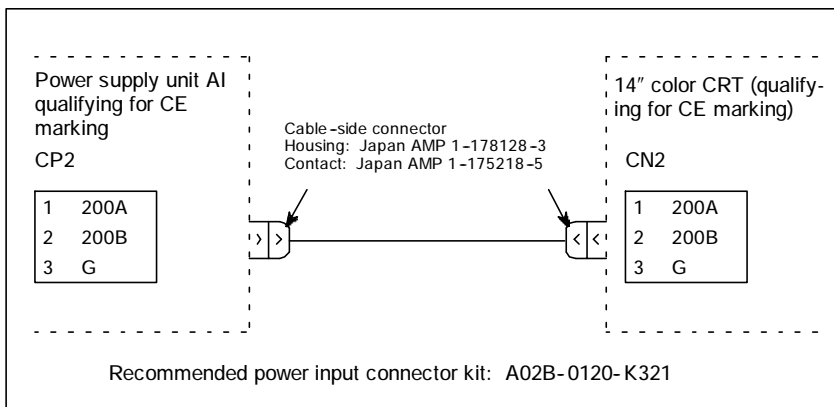 Power supply unit AI
qualifying for CE
marking
CP2
1 200A
2 200B
3 G
Cable-side connector
Housing: Japan AMP 1-178128-3
Contact: Japan AMP 1-175218-5
14″ color CRT (qualify-
ing for CE marking)
CN2
1 200A
2 200B
3 G
Recommended power input connector kit: A02B-0120-K321